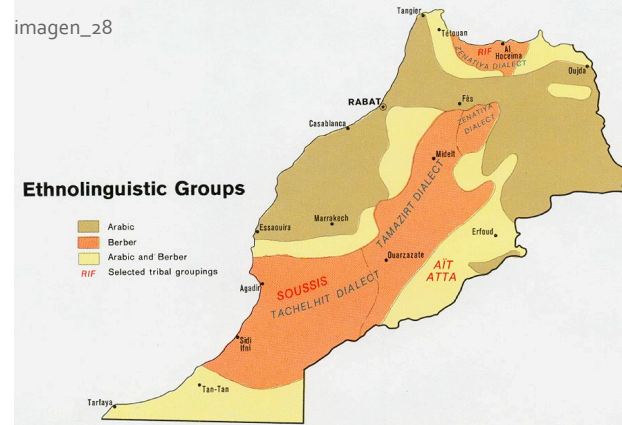 imagen_28
Tangier
Tétouan
RIF
Al
Hoceima
ZENATIYA DIALECT
Oujda
RABAT
Fés
Casablanca
ZENATIYA
DIALECT
Midelt
TAMAZIRT DIALECT
Ethnolinguistic Groups
Arabic
Berber
Arabic and Berber
RIF Selected tribal groupings
Marrakech
Essaouira
Erfoud
Ouarzazate
AÏT
ATTA
Agadir
SOUSSIS
TACHELHIT DIALECT
Sidi
Ifni
Tan-Tan
Tarfaya